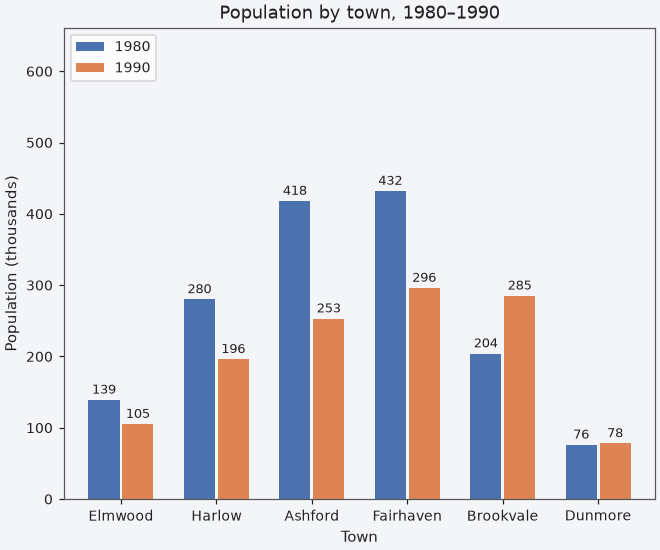 Population by town, 1980–1990
1980
1990
Population (thousands)
600
500
400
300
200
100
0
139
105
280
196
418
253
432
296
204
285
76
78
Elmwood
Harlow
Ashford
Fairhaven
Brookvale
Dunmore
Town